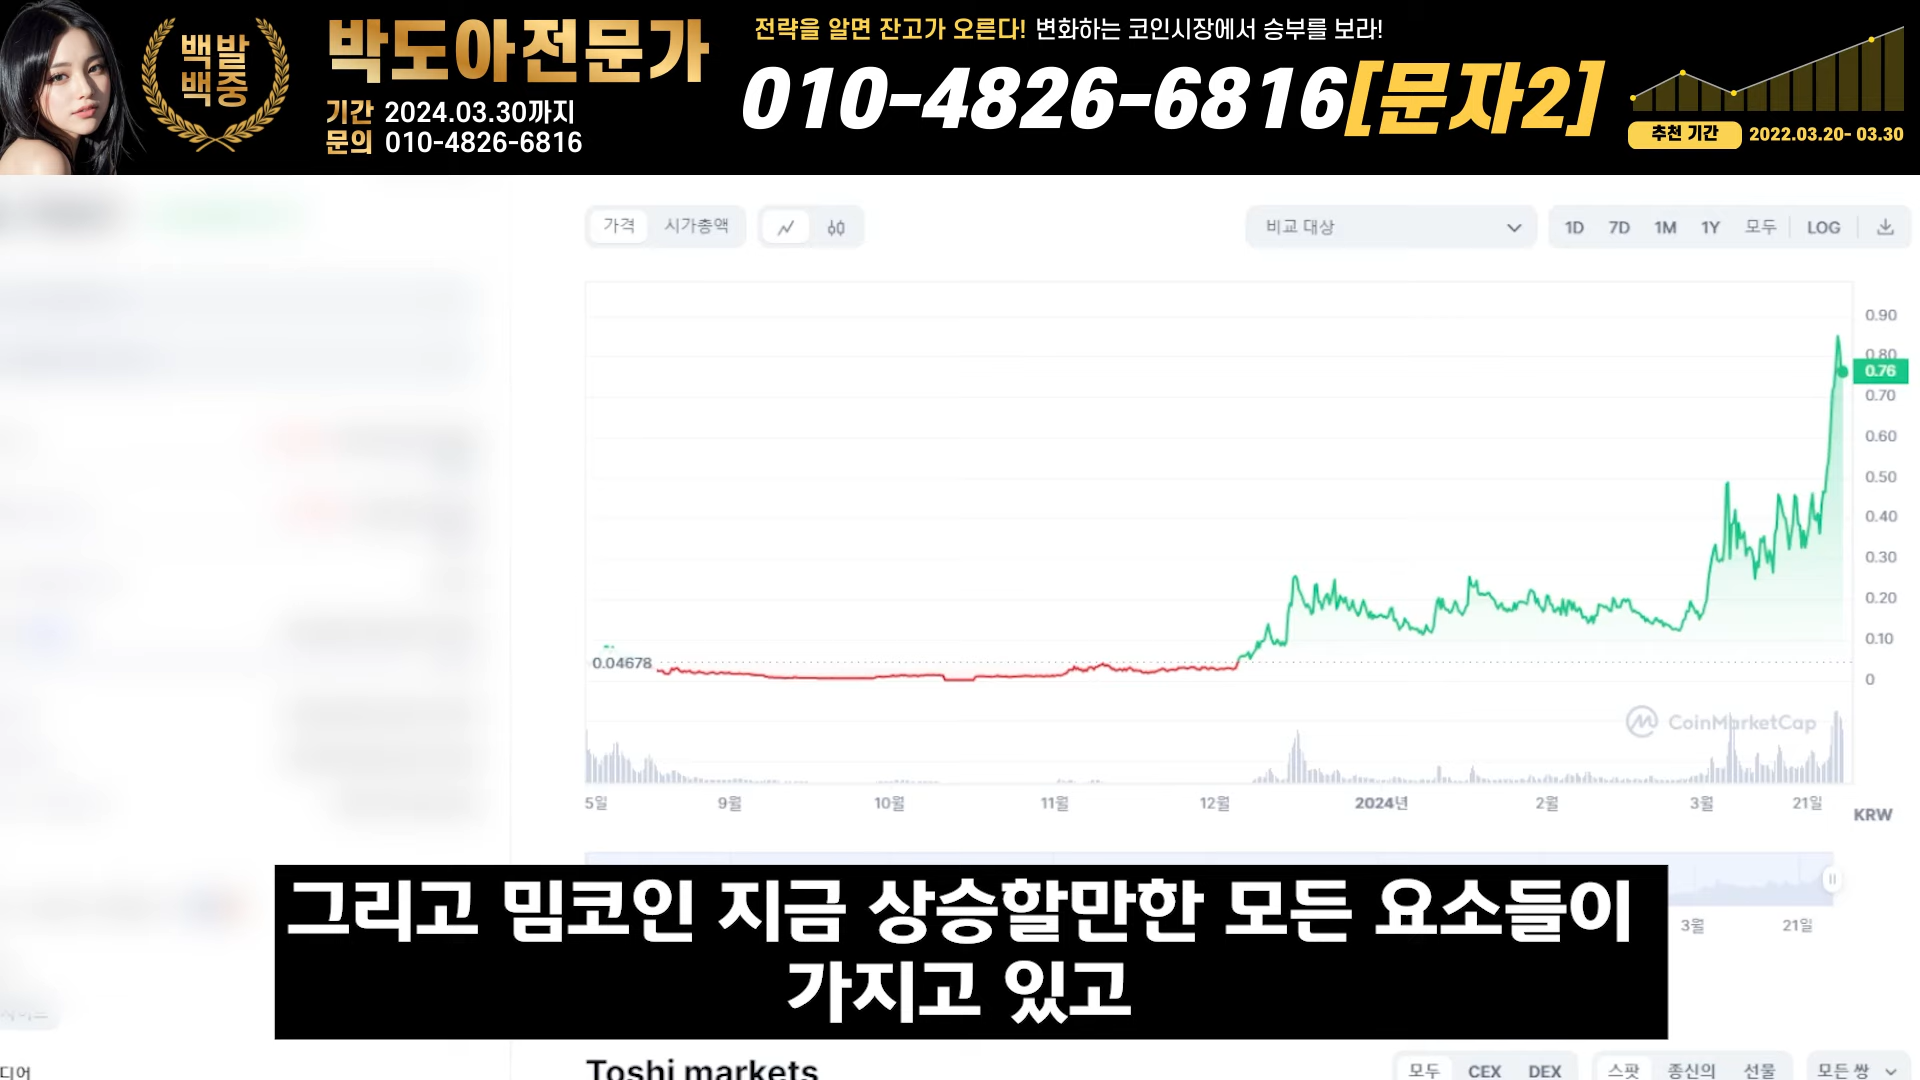 백발
백중
박도아전문가
기간 2024.03.30까지
문의 010-4826-6816
전략을 알면 잔고가 오른다! 변화하는 코인시장에서 승부를 보라!
010-4826-6816[문자2]
추천 기간 2022.03.20- 03.30
가격 시가총액
비교 대상
1D 7D 1M 1Y 모두 LOG
0.90
0.80
0.76
0.70
0.60
0.50
0.40
0.30
0.20
0.10
0
0.04678
CoinMarketCap
5일 9월 10월 11월 12월 2024년 2월 3월 21일
KRW
3월 21일
그리고 밈코인 지금 상승할만한 모든 요소들이
가지고 있고
디어
Toshi markets
모두 CEX DEX
스팟 종신의 선물
모든 쌍